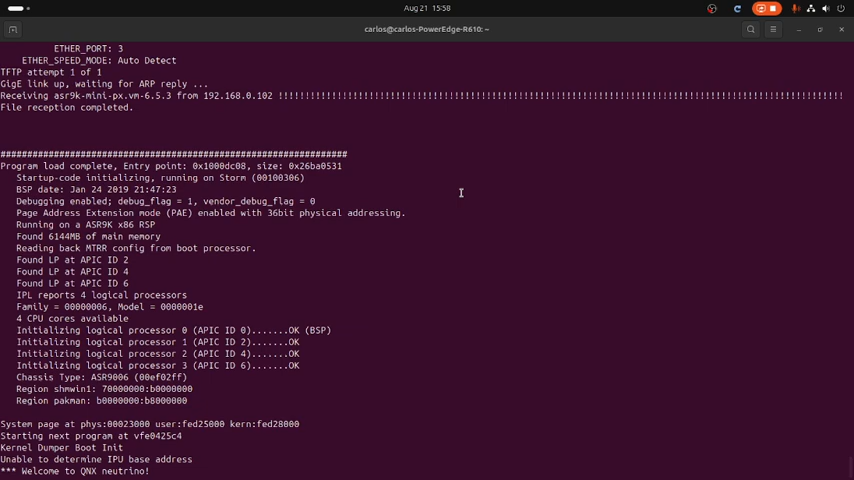 Aug 21 15:58
carlos@carlos-PowerEdge-R610: ~
ETHER_PORT: 3
ETHER_SPEED_MODE: Auto Detect
TFTP attempt 1 of 1
GigE link up, waiting for ARP reply ...
Receiving asr9k-mini-px.vm-6.5.3 from 192.168.0.102 !!!!!!!!!!!!!!!!!!!!!!!!!!!!!!!!!!!!!!!!!!!!!!!!!!!!!!!!!!!!!!!!!!!!!!!!!!!!!!!!!!!!!!!!!!!!!!!!!!!!!!!!!!
File reception completed.
#################################################################
Program load complete, Entry point: 0x1000dc08, size: 0x26ba0531
Startup-code initializing, running on Storm (00100306)
BSP date: Jan 24 2019 21:47:23
Debugging enabled; debug_flag = 1, vendor_debug_flag = 0
Page Address Extension mode (PAE) enabled with 36bit physical addressing.
Running on a ASR9K x86 RSP
Found 6144MB of main memory
Reading back MTRR config from boot processor.
Found LP at APIC ID 2
Found LP at APIC ID 4
Found LP at APIC ID 6
IPL reports 4 logical processors
Family = 00000006, Model = 0000001e
4 CPU cores available
Initializing logical processor 0 (APIC ID 0).......OK (BSP)
Initializing logical processor 1 (APIC ID 2).......OK
Initializing logical processor 2 (APIC ID 4).......OK
Initializing logical processor 3 (APIC ID 6).......OK
Chassis Type: ASR9006 (00ef02ff)
Region shmwin1: 70000000:b0000000
Region pakman: b0000000:b8000000
System page at phys:00023000 user:fed25000 kern:fed28000
Starting next program at vfe0425c4
Kernel Dumper Boot Init
Unable to determine IPU base address
*** Welcome to QNX neutrino!